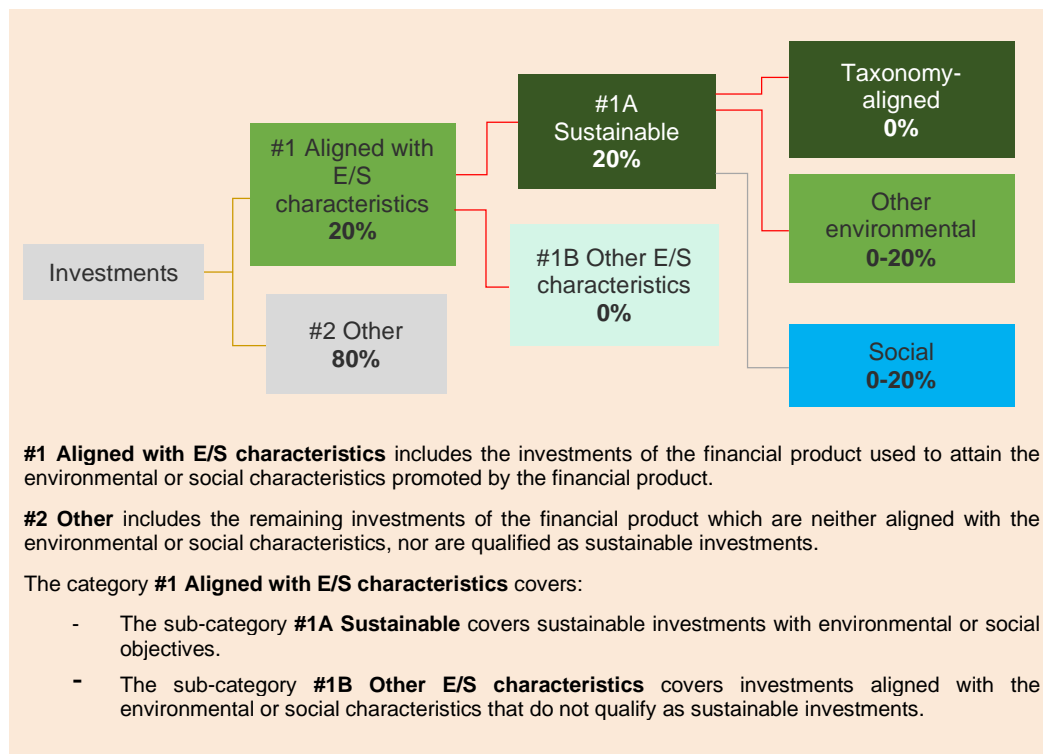 Investments
#1 Aligned with
E/S
characteristics
20%
#2 Other
80%
#1A
Sustainable
20%
#1B Other E/S
characteristics
0%
Taxonomy-
aligned
0%
Other
environmental
0-20%
Social
0-20%
#1 Aligned with E/S characteristics includes the investments of the financial product used to attain the
environmental or social characteristics promoted by the financial product.
#2 Other includes the remaining investments of the financial product which are neither aligned with the
environmental or social characteristics, nor are qualified as sustainable investments.
The category #1 Aligned with E/S characteristics covers:
- The sub-category #1A Sustainable covers sustainable investments with environmental or social
objectives.
- The sub-category #1B Other E/S characteristics covers investments aligned with the
environmental or social characteristics that do not qualify as sustainable investments.